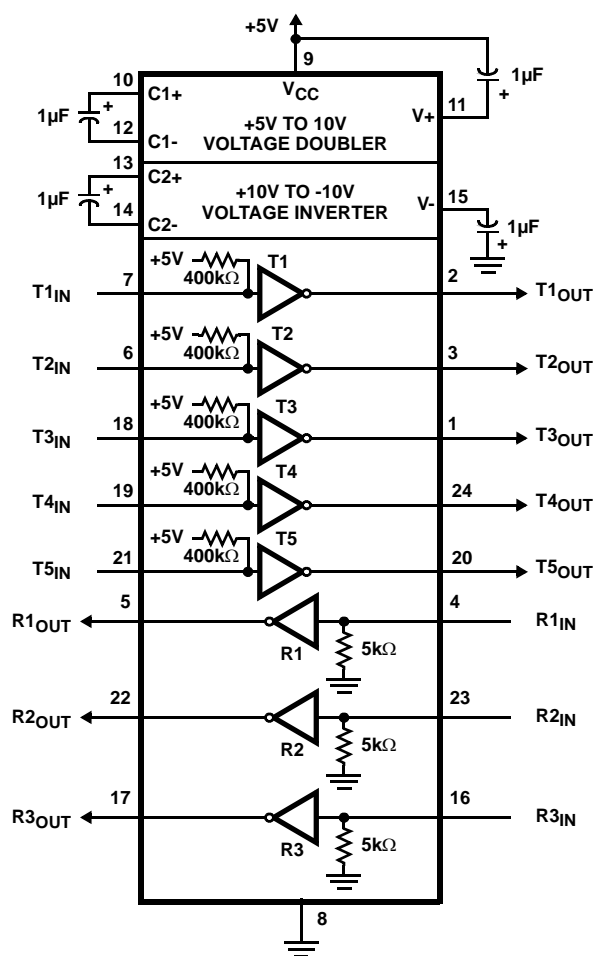 +5V
9
10
C1+
VCC
1µF
+
1µF
+
11
V+
12
C1-
+5V TO 10V
VOLTAGE DOUBLER
13
C2+
1µF
+
14
C2-
+10V TO -10V
VOLTAGE INVERTER
V-
15
1µF
+
+5V
400kΩ
T1
T1IN
7
2
T1OUT
+5V
400kΩ
T2
T2IN
6
3
T2OUT
+5V
400kΩ
T3
T3IN
18
1
T3OUT
+5V
400kΩ
T4
T4IN
19
24
T4OUT
+5V
400kΩ
T5
T5IN
21
20
T5OUT
R1OUT
5
4
R1IN
R1
5kΩ
R2OUT
22
23
R2IN
R2
5kΩ
R3OUT
17
16
R3IN
R3
5kΩ
8